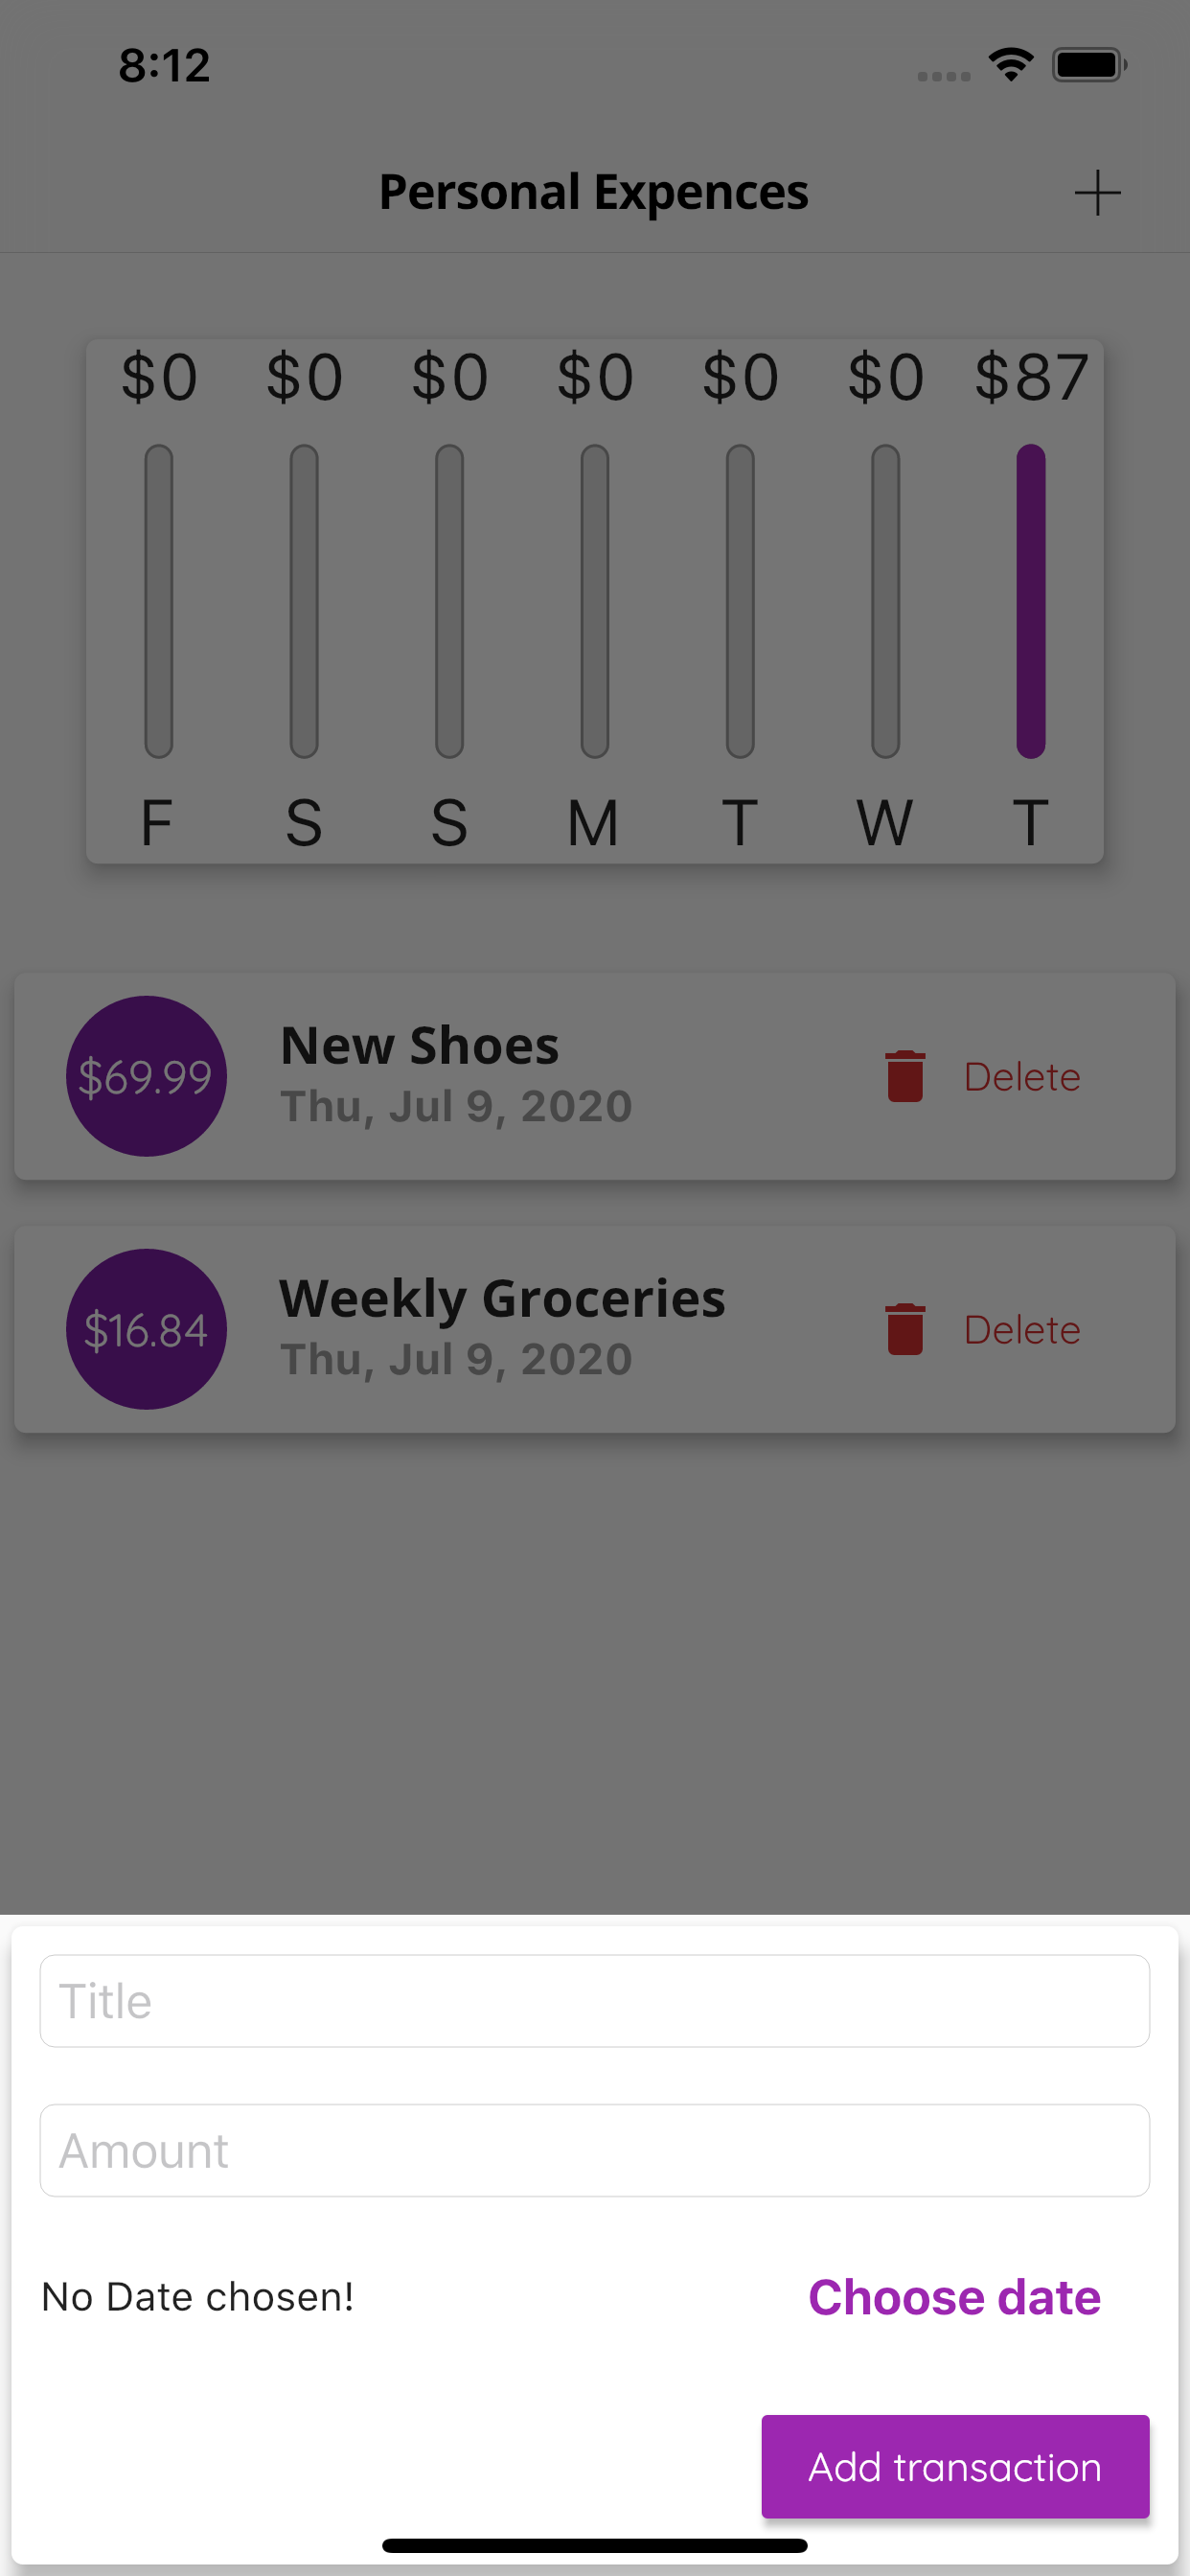 8:12
Personal Expences
$0 $0 $0 $0 $0 $0 $87
F S S M T W T
$69.99
New Shoes
Thu, Jul 9, 2020
Delete
$16.84
Weekly Groceries
Thu, Jul 9, 2020
Delete
Title
Amount
No Date chosen!
Choose date
Add transaction